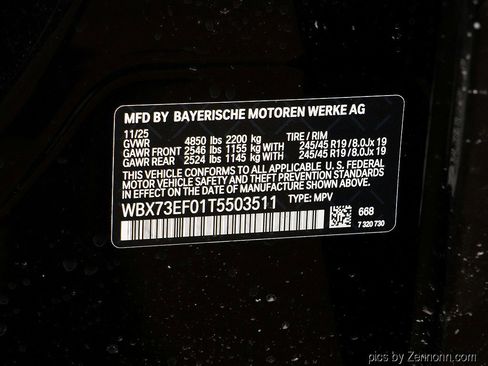 MFD BY BAYERISCHE MOTOREN WERKE AG
11/25
GVWR 4850 lbs 2200 kg TIRE / RIM
GAWR FRONT 2546 lbs 1155 kg WITH 245/45 R19 / 8.0Jx 19
GAWR REAR 2524 lbs 1145 kg WITH 245/45 R19 / 8.0Jx 19
THIS VEHICLE CONFORMS TO ALL APPLICABLE U. S. FEDERAL
MOTOR VEHICLE SAFETY AND THEFT PREVENTION STANDARDS
IN EFFECT ON THE DATE OF MANUFACTURE SHOWN ABOVE.
WBX73EF01T5503511 TYPE: MPV
668
7 320 730
pics by Zenmonn.com